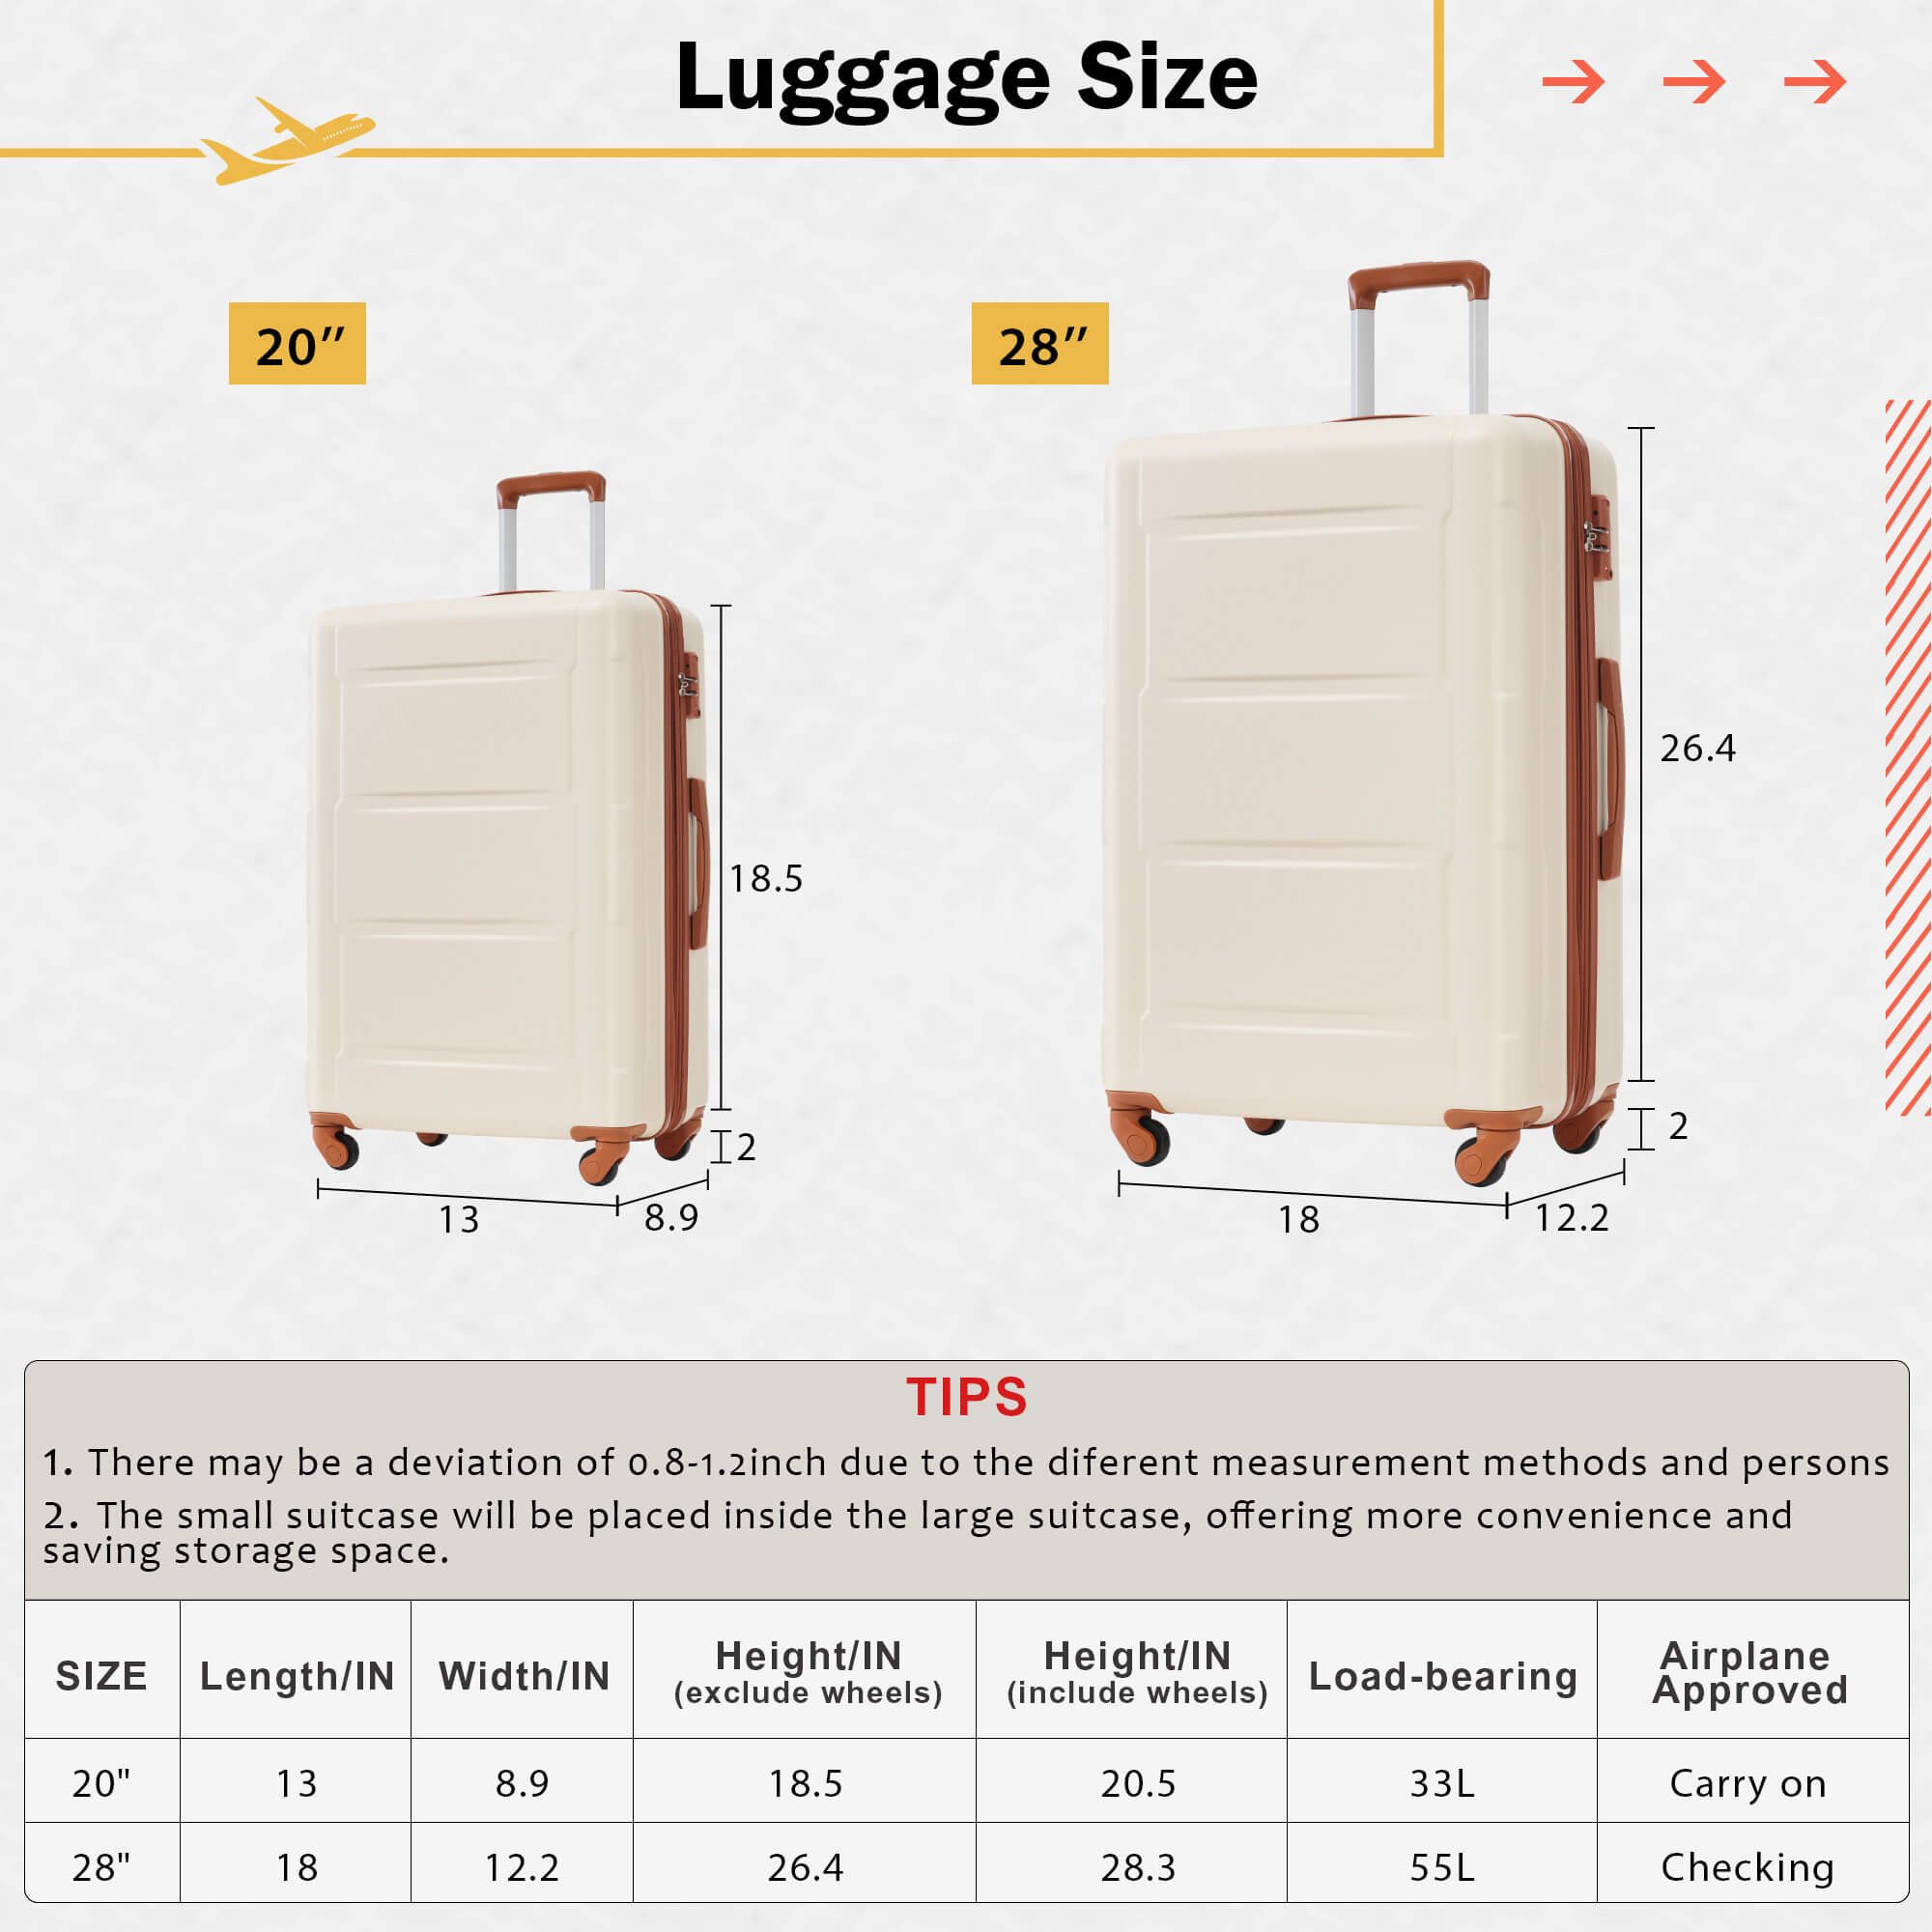 Luggage Size
20″
28″
26.4
18.5
2
2
13
8.9
18
12.2
TIPS
1. There may be a deviation of 0.8-1.2inch due to the diferent measurement methods and persons
2. The small suitcase will be placed inside the large suitcase, offering more convenience and
saving storage space.
SIZE
Length/IN
Width/IN
Height/IN
(exclude wheels)
Height/IN
(include wheels)
Load-bearing
Airplane
Approved
20"
13
8.9
18.5
20.5
33L
Carry on
28"
18
12.2
26.4
28.3
55L
Checking